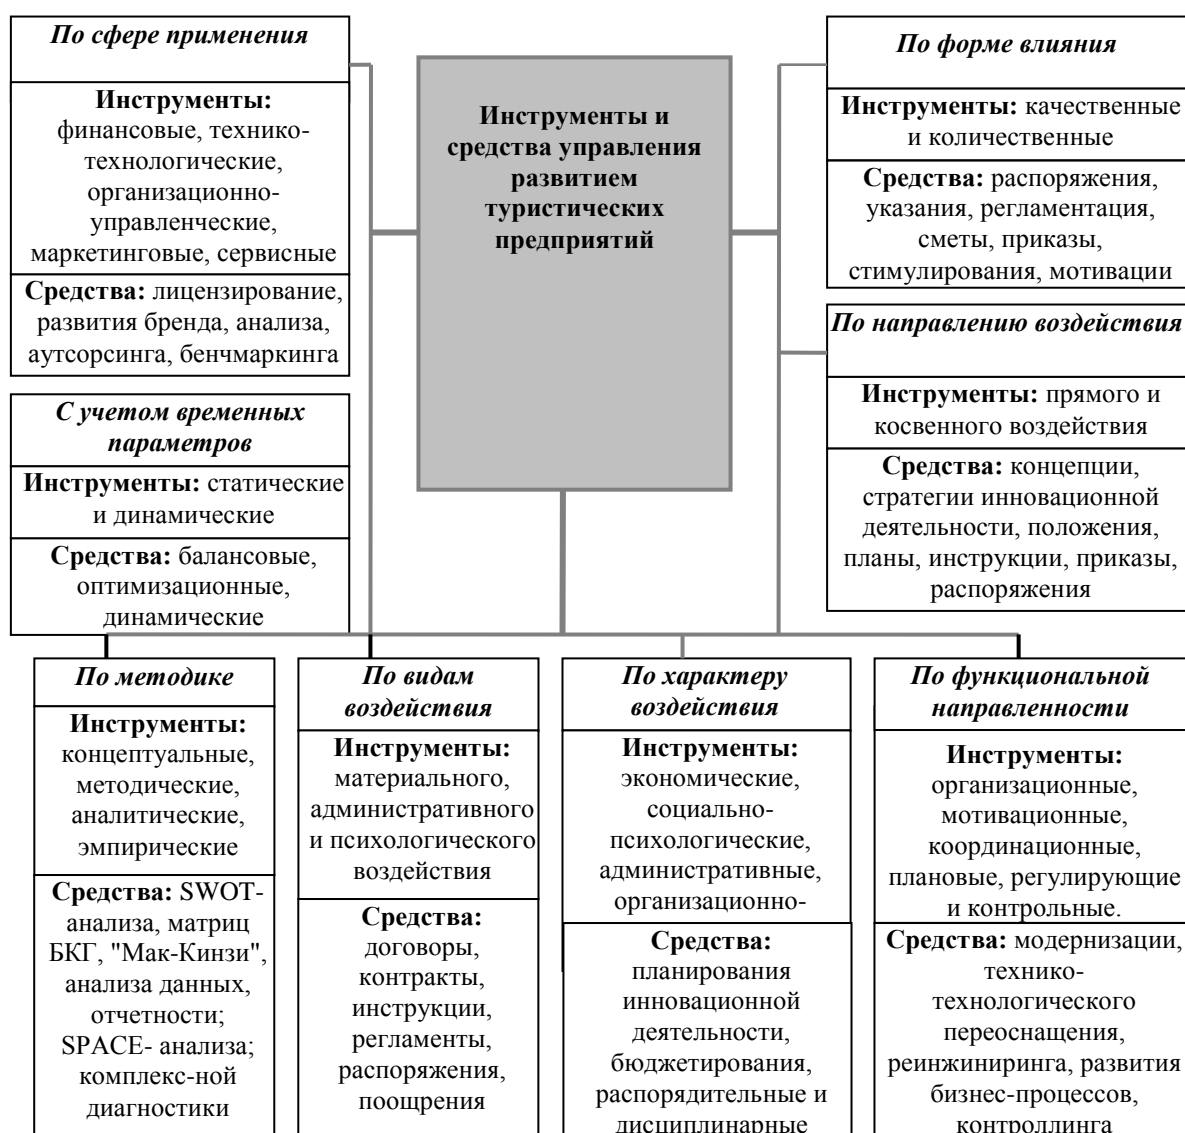 По сфере применения
Инструменты:
финансовые, технико-
технологические,
организационно-
управленческие,
маркетинговые, сервисные
Средства: лицензирование,
развития бренда, анализа,
аутсорсинга, бенчмаркинга
С учетом временных
параметров
Инструменты: статические
и динамические
Средства: балансовые,
оптимизационные,
динамические
Инструменты и
средства управления
развитием
туристических
предприятий
По форме влияния
Инструменты: качественные
и количественные
Средства: распоряжения,
указания, регламентация,
сметы, приказы,
стимулирования, мотивации
По направлению воздействия
Инструменты: прямого и
косвенного воздействия
Средства: концепции,
стратегии инновационной
деятельности, положения,
планы, инструкции, приказы,
распоряжения
По методике
Инструменты:
концептуальные,
методические,
аналитические,
эмпирические
Средства: SWOT-
анализа, матриц
БКГ, "Мак-Кинзи",
анализа данных,
отчетности;
SPACE- анализа;
комплекс-ной
диагностики
По видам
воздействия
Инструменты:
материального,
административного
и психологического
воздействия
Средства:
договоры,
контракты,
инструкции,
регламенты,
распоряжения,
поощрения
По характеру
воздействия
Инструменты:
экономические,
социально-
психологические,
административные,
организационно-
Средства:
планирования
инновационной
деятельности,
бюджетирования,
распорядительные и
дисциплинарные
По функциональной
направленности
Инструменты:
организационные,
мотивационные,
координационные,
плановые, регулирующие
и контрольные.
Средства: модернизации,
технико-
технологического
переоснащения,
реинжиниринга, развития
бизнес-процессов,
контроллинга